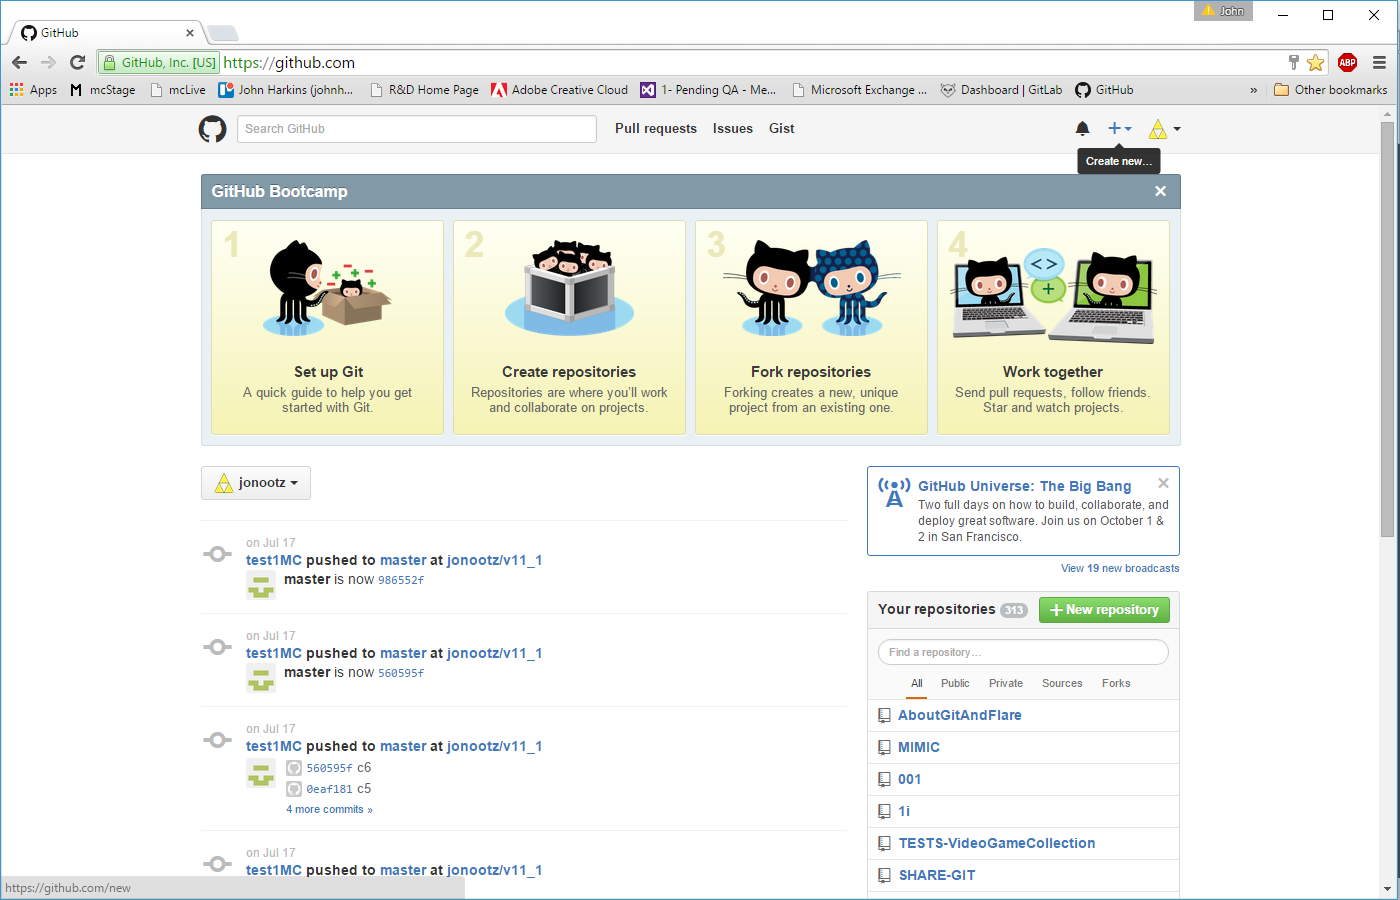 John
GitHub
GitHub, Inc. [US] https://github.com
ABP
Apps mcStage mcLive John Harkins (johnh... R&D Home Page Adobe Creative Cloud 1- Pending QA - Me... Microsoft Exchange ... Dashboard | GitLab GitHub » Other bookmarks
Search GitHub Pull requests Issues Gist
Create new...
GitHub Bootcamp
1 2 3 4
Set up Git
A quick guide to help you get
started with Git.
Create repositories
Repositories are where you'll work
and collaborate on projects.
Fork repositories
Forking creates a new, unique
project from an existing one.
Work together
Send pull requests, follow friends.
Star and watch projects.
jonootz
on Jul 17
test1MC pushed to master at jonootz/v11_1
master is now 986552f
on Jul 17
test1MC pushed to master at jonootz/v11_1
master is now 560595f
on Jul 17
test1MC pushed to master at jonootz/v11_1
560595f c6
0eaf181 c5
4 more commits »
on Jul 17
test1MC pushed to master at jonootz/v11_1
GitHub Universe: The Big Bang
Two full days on how to build, collaborate, and
deploy great software. Join us on October 1 &
2 in San Francisco.
View 19 new broadcasts
Your repositories 313 New repository
Find a repository...
All Public Private Sources Forks
AboutGitAndFlare
MIMIC
001
1i
TESTS-VideoGameCollection
SHARE-GIT
https://github.com/new